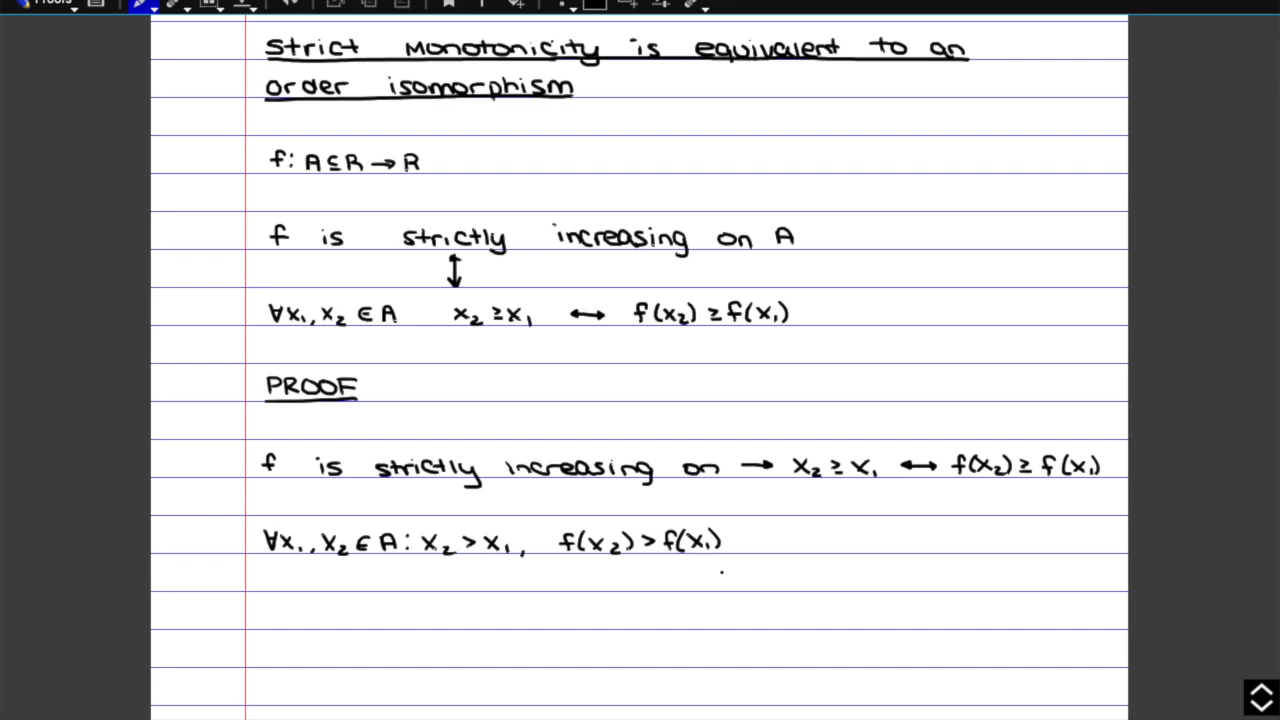 Proofs
Strict Monotonicity is equivalent to an
order isomorphism
f: A ⊆ R → R
f is strictly increasing on A
↕
∀x₁, x₂ ∈ A x₂ ≥ x₁ ↔ f(x₂) ≥ f(x₁)
PROOF
f is strictly increasing on → x₂ ≥ x₁ ↔ f(x₂) ≥ f(x₁)
∀x₁, x₂ ∈ A : x₂ > x₁, f(x₂) > f(x₁)